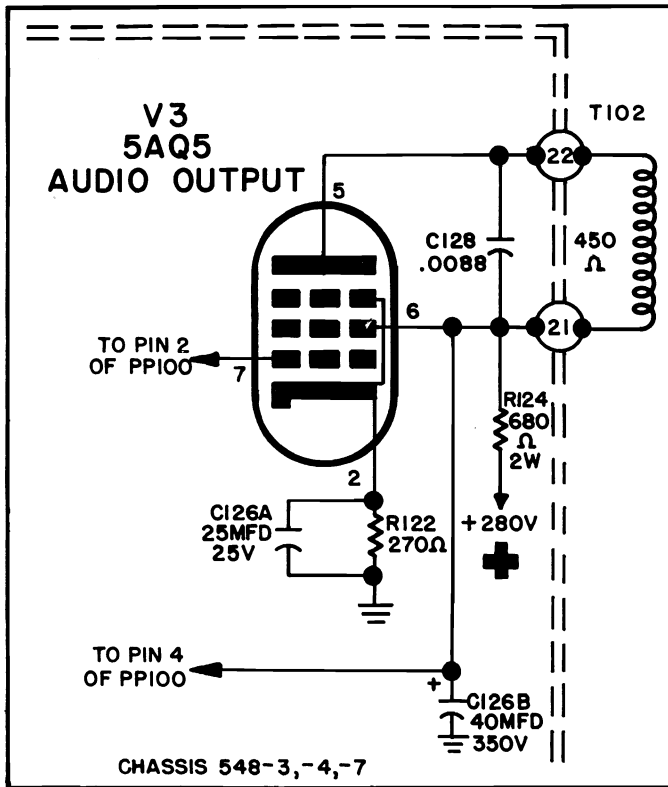 V3
5AQ5
AUDIO OUTPUT
T102
5
22
C128
.0088
450
Ω
6
21
TO PIN 2
OF PP100
7
R124
680
Ω
2W
2
C126A
25MFD
25V
R122
270Ω
+280V
TO PIN 4
OF PP100
+
C126B
40MFD
350V
CHASSIS 548-3,-4,-7